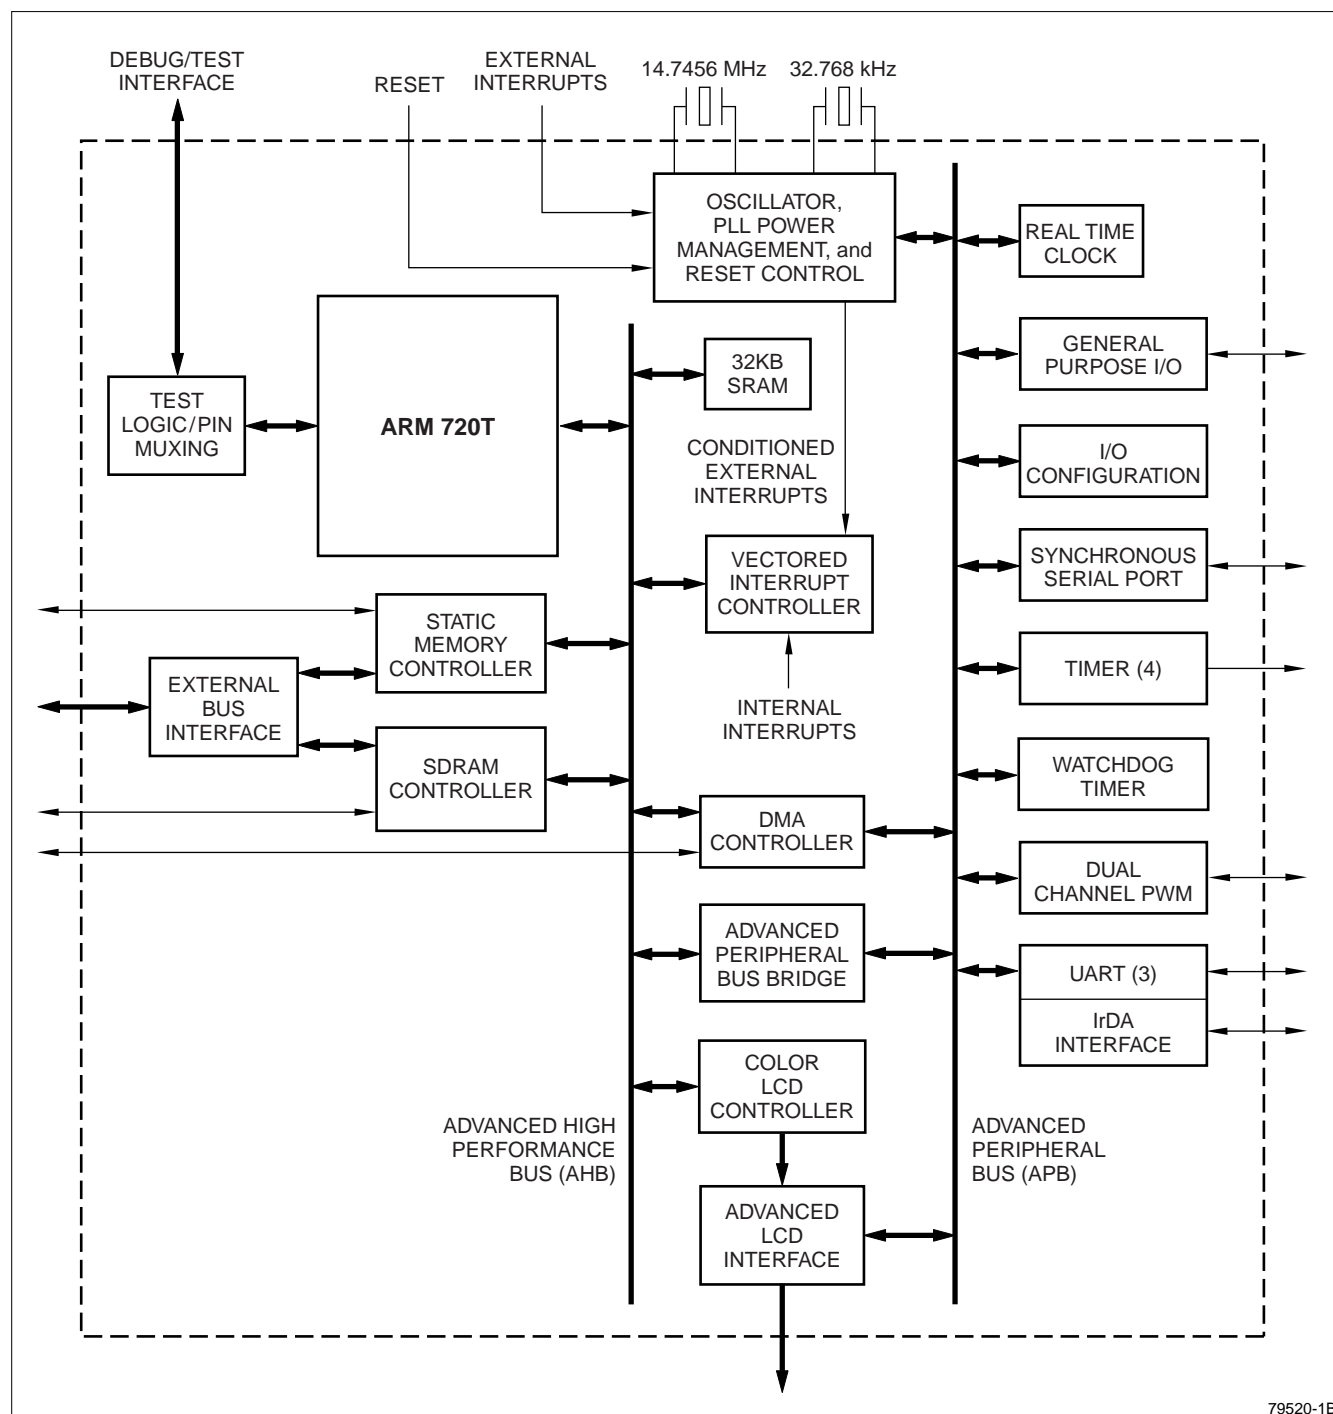 DEBUG/TEST
INTERFACE
RESET
EXTERNAL
INTERRUPTS
14.7456 MHz
32.768 kHz
OSCILLATOR,
PLL POWER
MANAGEMENT, and
RESET CONTROL
REAL TIME
CLOCK
GENERAL
PURPOSE I/O
32KB
SRAM
TEST
LOGIC/PIN
MUXING
ARM 720T
CONDITIONED
EXTERNAL
INTERRUPTS
I/O
CONFIGURATION
VECTORED
INTERRUPT
CONTROLLER
SYNCHRONOUS
SERIAL PORT
STATIC
MEMORY
CONTROLLER
TIMER (4)
EXTERNAL
BUS
INTERFACE
INTERNAL
INTERRUPTS
SDRAM
CONTROLLER
WATCHDOG
TIMER
DMA
CONTROLLER
DUAL
CHANNEL PWM
ADVANCED
PERIPHERAL
BUS BRIDGE
UART (3)
IrDA
INTERFACE
COLOR
LCD
CONTROLLER
ADVANCED HIGH
PERFORMANCE
BUS (AHB)
ADVANCED
PERIPHERAL
BUS (APB)
ADVANCED
LCD
INTERFACE
79520-1B